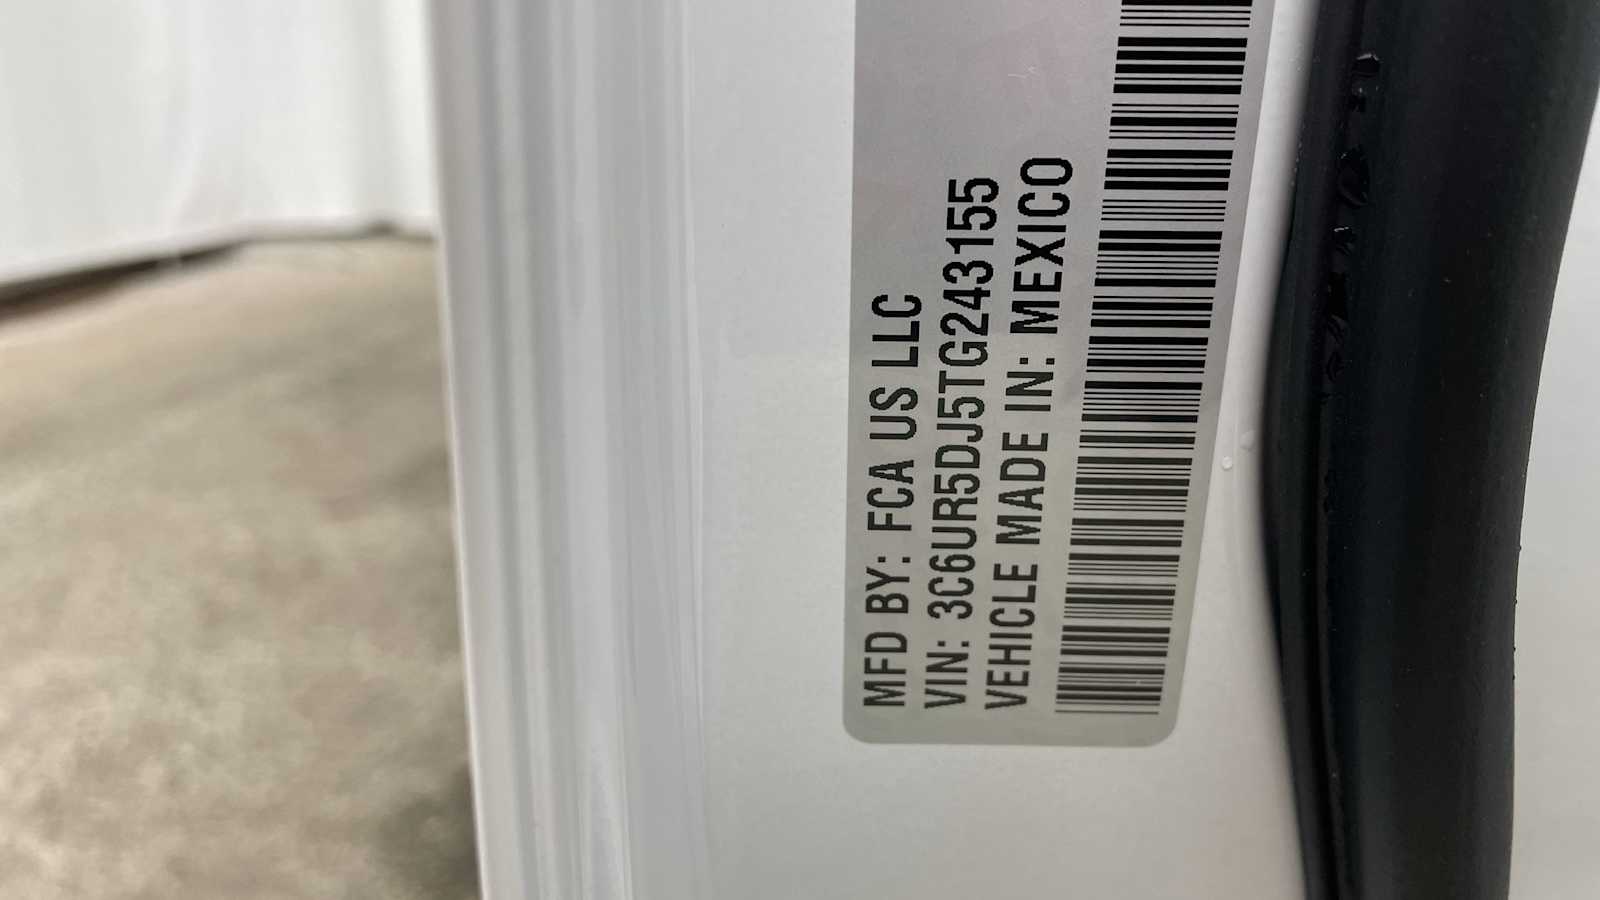 MFD BY: FCA US LLC
VIN: 3C6UR5DJ5TG243155
VEHICLE MADE IN: MEXICO